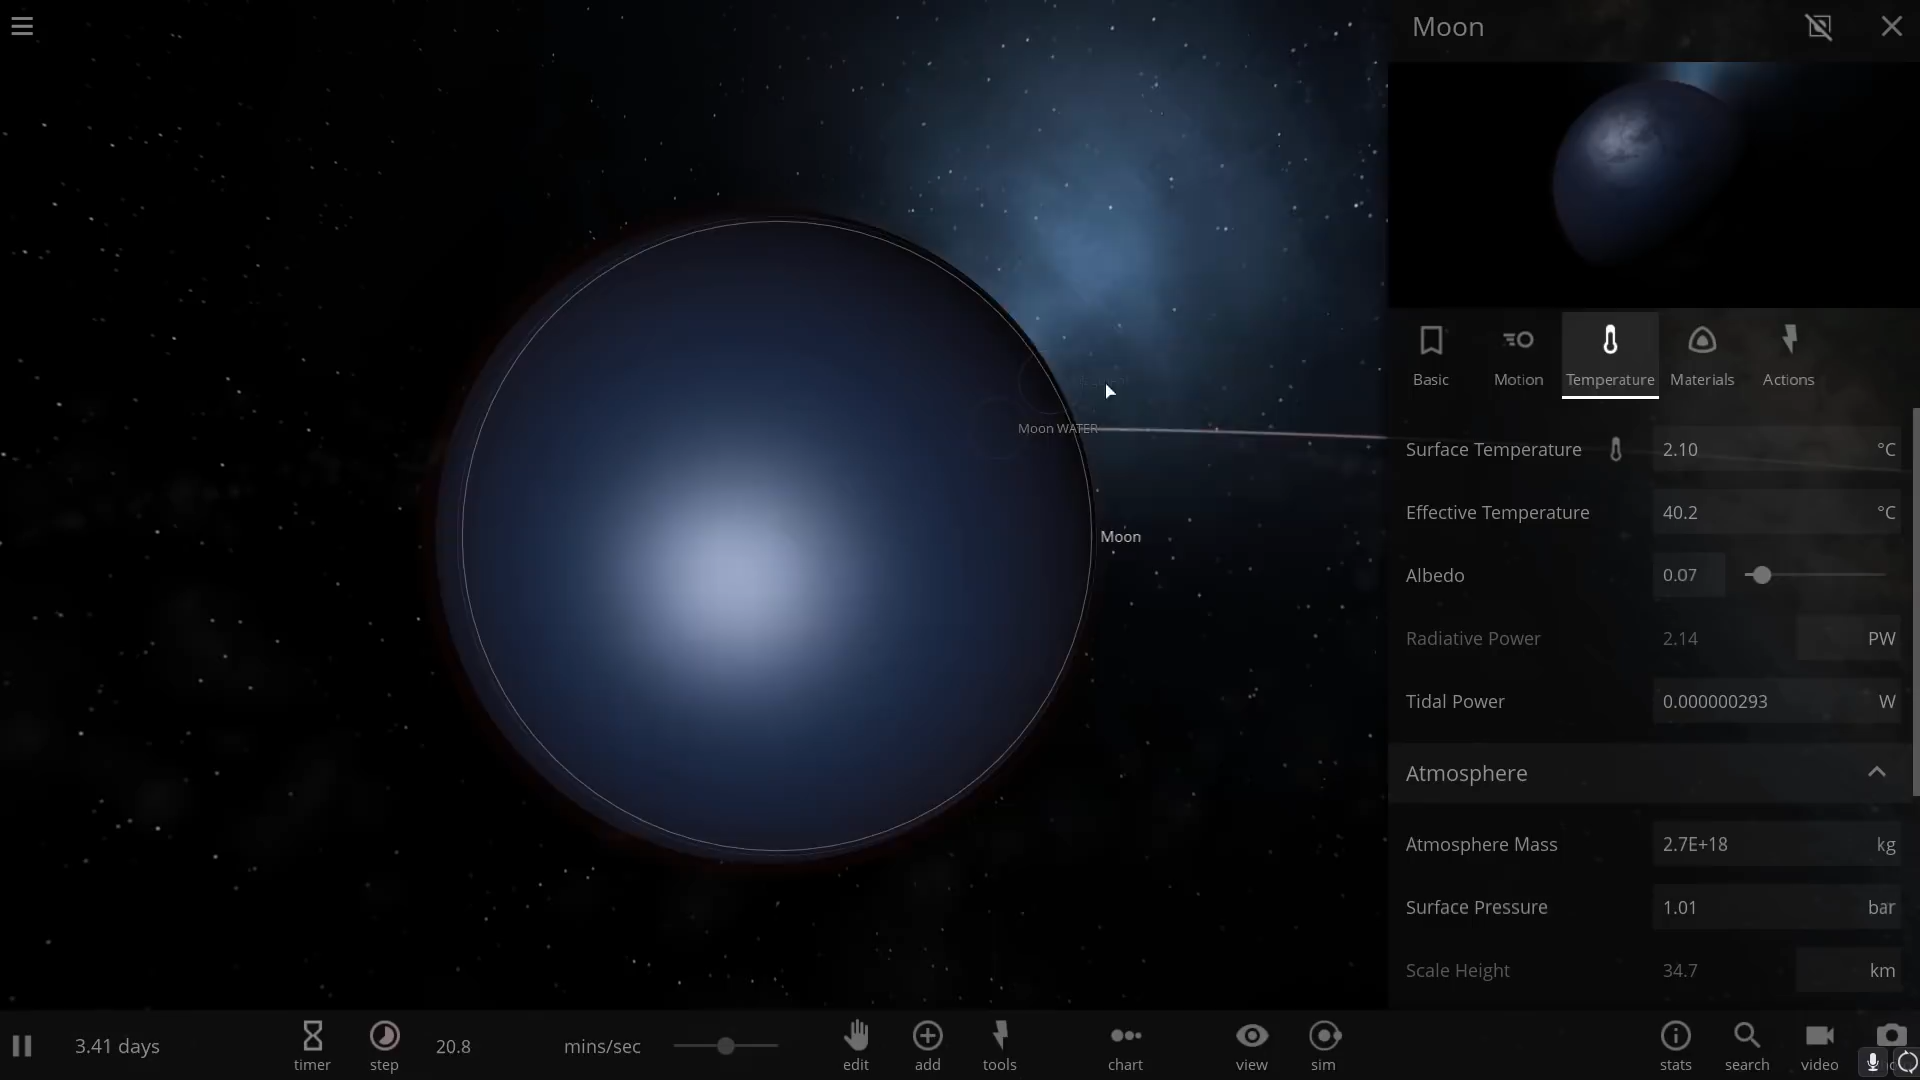 Moon
Basic
Motion
Temperature
Materials
Actions
Moon WATER
Moon
Surface Temperature 2.10 °C
Effective Temperature 40.2 °C
Albedo 0.07
Radiative Power 2.14 PW
Tidal Power 0.000000293 W
Atmosphere
Atmosphere Mass 2.7E+18 kg
Surface Pressure 1.01 bar
Scale Height 34.7 km
3.41 days
timer
step
20.8 mins/sec
edit
add
tools
chart
view
sim
stats
search
video